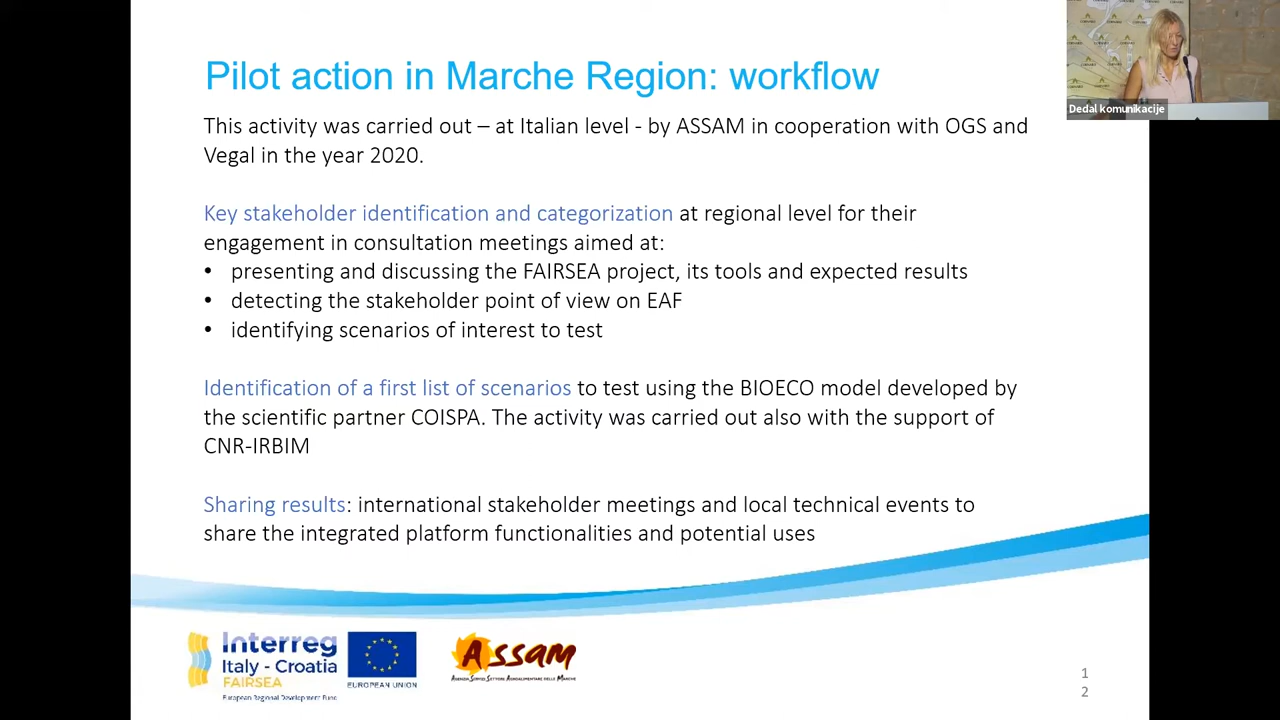 Pilot action in Marche Region: workflow
Dedal komunikacije
This activity was carried out – at Italian level - by ASSAM in cooperation with OGS and
Vegal in the year 2020.
Key stakeholder identification and categorization at regional level for their
engagement in consultation meetings aimed at:
• presenting and discussing the FAIRSEA project, its tools and expected results
• detecting the stakeholder point of view on EAF
• identifying scenarios of interest to test
Identification of a first list of scenarios to test using the BIOECO model developed by
the scientific partner COISPA. The activity was carried out also with the support of
CNR-IRBIM
Sharing results: international stakeholder meetings and local technical events to
share the integrated platform functionalities and potential uses
Interreg
Italy - Croatia
FAIRSEA
European Regional Development Fund
EUROPEAN UNION
ASSAM
Agenzia Servizi Settore Agroalimentare delle Marche
1
2